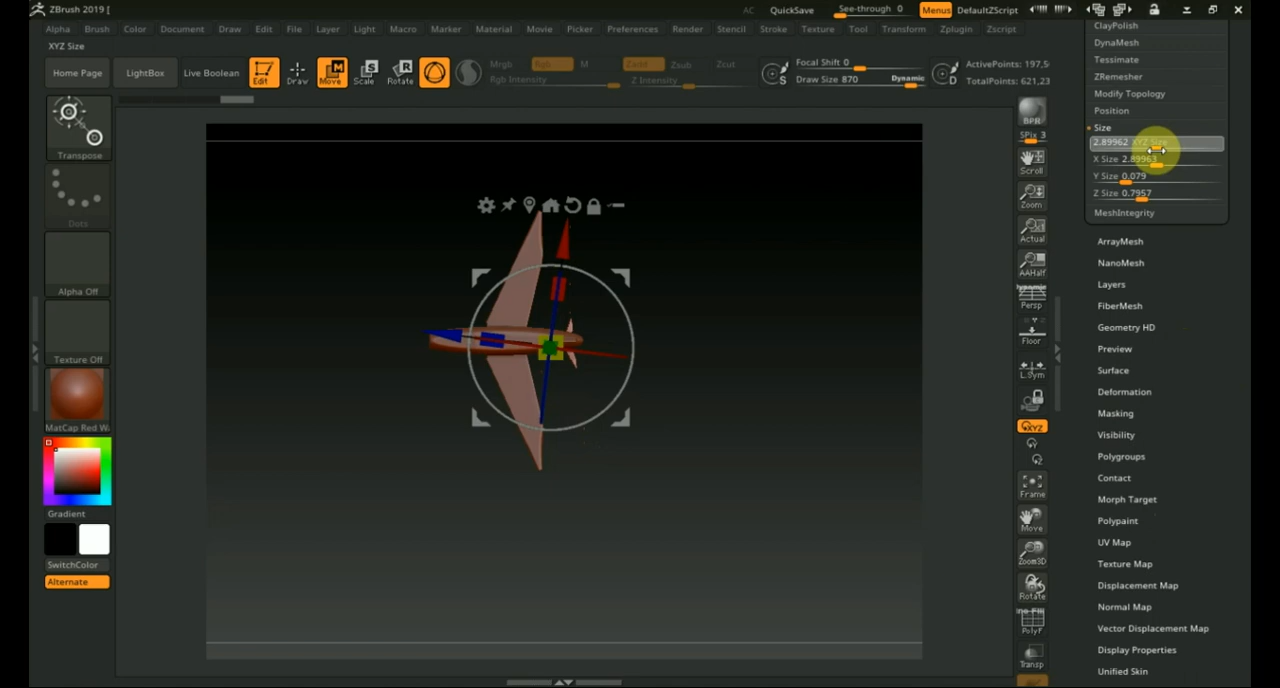 ZBrush 2019 [
AC QuickSave See-through 0 Menus DefaultZScript
Alpha Brush Color Document Draw Edit File Layer Light Macro Marker Material Movie Picker Preferences Render Stencil Stroke Texture Tool Transform Zplugin Zscript
XYZ Size
Home Page LightBox Live Boolean Edit Draw Move Scale Rotate
Mrgb Rgb M Zadd Zsub Zcut
Rgb Intensity Z Intensity
S Focal Shift 0
Draw Size 870 Dynamic
D ActivePoints: 197,5
TotalPoints: 621,23
Transpose
Dots
Alpha Off
Texture Off
MatCap Red W
Gradient
SwitchColor
Alternate
BPR
SPix 3
Scroll
Zoom
Actual
AAHalf
Dynamic
Persp
Floor
L.Sym
XYZ
Frame
Move
Zoom3D
Rotate
Line Fill
PolyF
Transp
ClayPolish
DynaMesh
Tessimate
ZRemesher
Modify Topology
Position
Size
2.89962 XYZ Size
X Size 2.89963
Y Size 0.079
Z Size 0.7957
MeshIntegrity
ArrayMesh
NanoMesh
Layers
FiberMesh
Geometry HD
Preview
Surface
Deformation
Masking
Visibility
Polygroups
Contact
Morph Target
Polypaint
UV Map
Texture Map
Displacement Map
Normal Map
Vector Displacement Map
Display Properties
Unified Skin